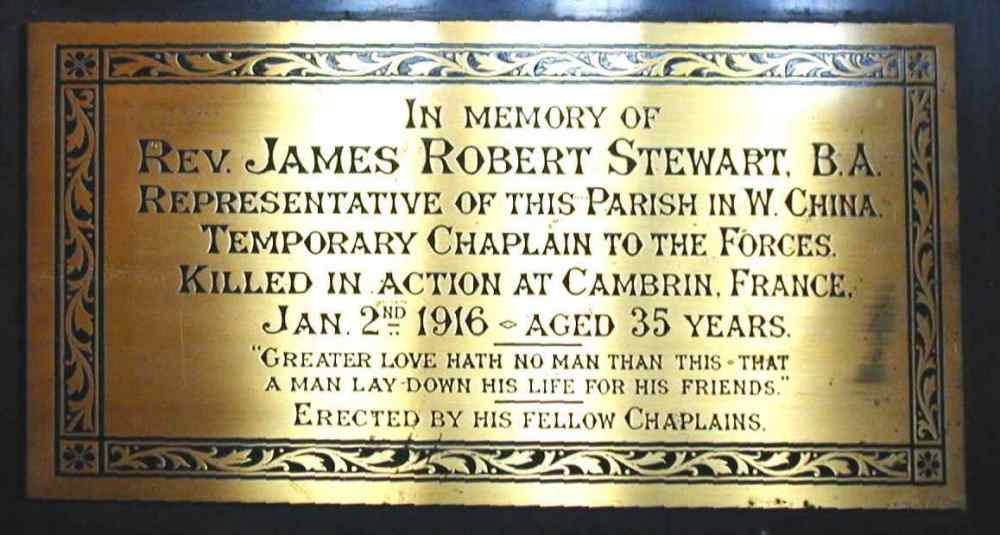 In memory of
Rev. James Robert Stewart, B.A.
Representative of this Parish in W. China.
Temporary Chaplain to the Forces.
Killed in action at Cambrin, France,
Jan. 2ND 1916 - aged 35 years.
"Greater love hath no man than this - that
a man lay down his life for his friends."
Erected by his fellow Chaplains.